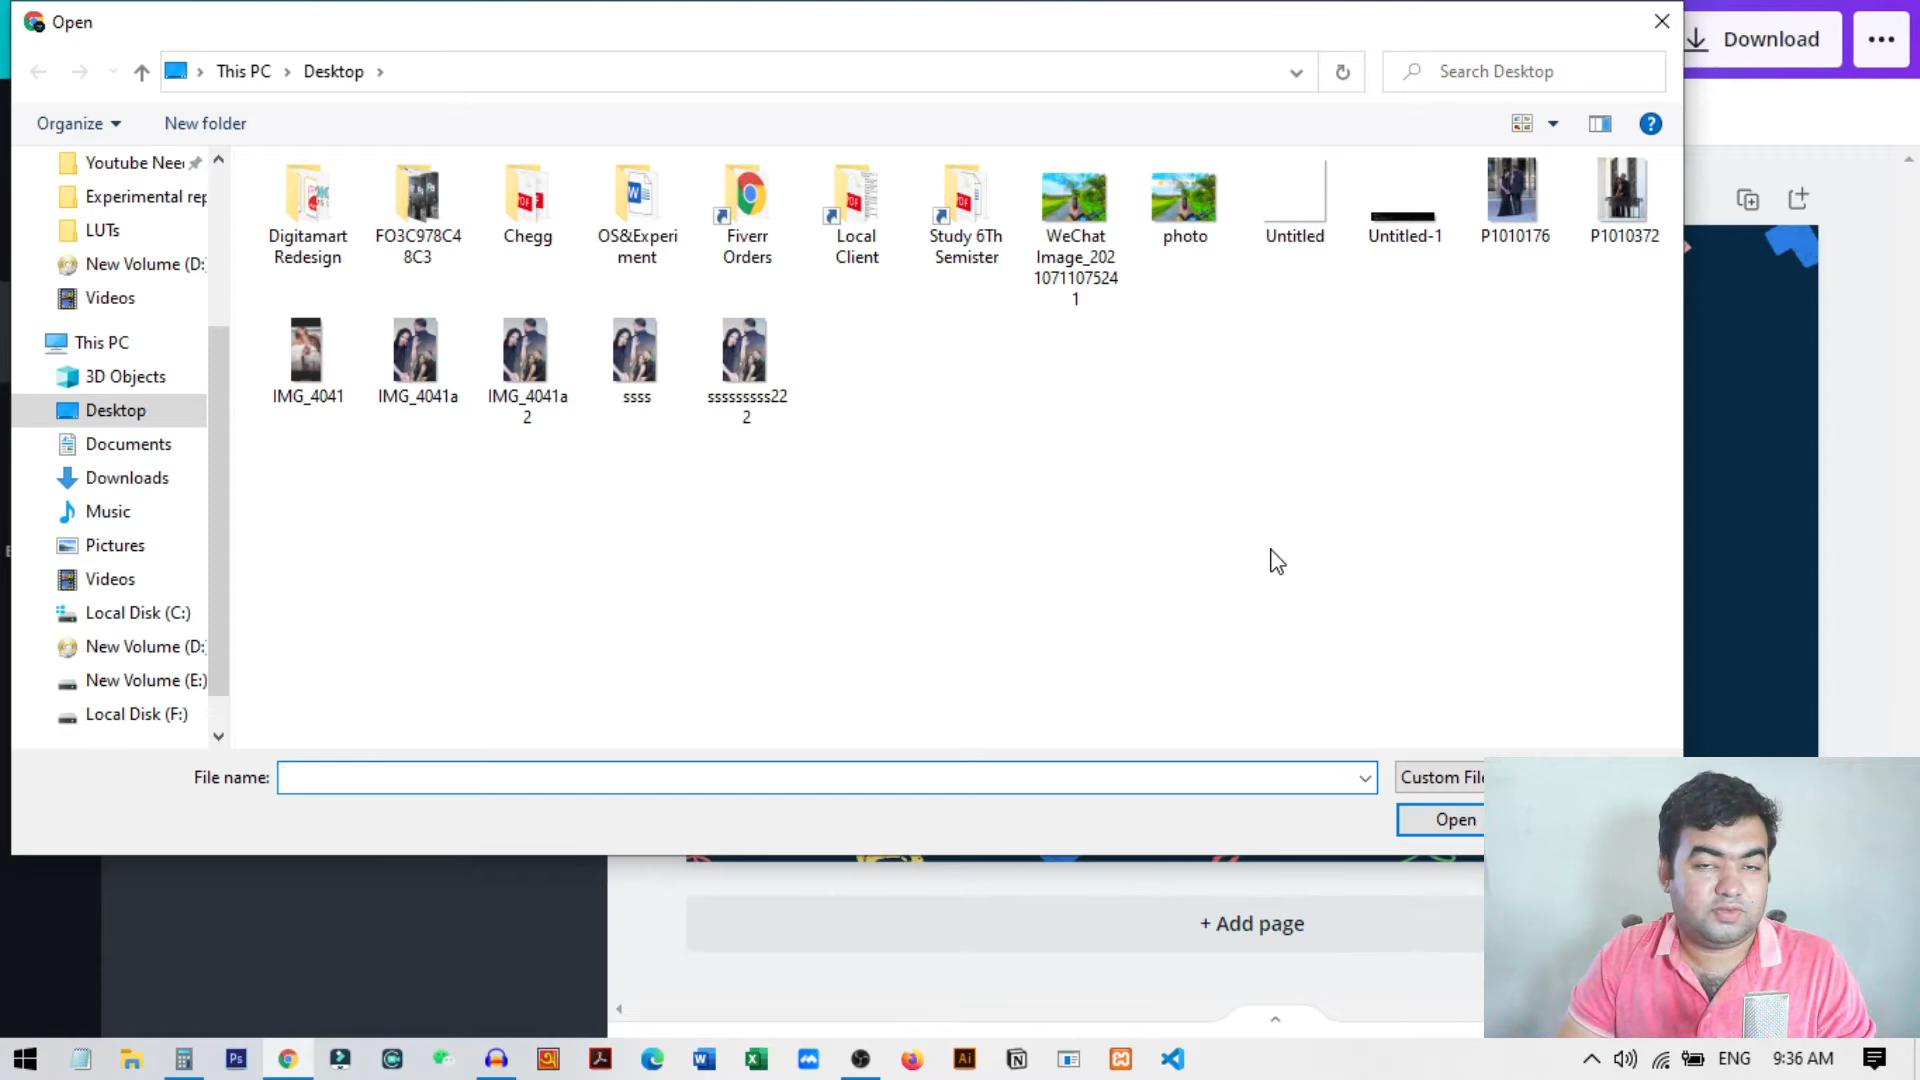 Open
Download
This PC
Desktop
Search Desktop
Organize
New folder
Youtube Nee
Experimental rep
LUTs
New Volume (D:
Videos
This PC
3D Objects
Desktop
Documents
Downloads
Music
Pictures
Videos
Local Disk (C:)
New Volume (D:
New Volume (E:)
Local Disk (F:)
Digitamart
Redesign
FO3C978C4
8C3
Chegg
OS&Experi
ment
Fiverr
Orders
Local
Client
Study 6Th
Semister
WeChat
Image_202
1071107524
1
photo
Untitled
Untitled-1
P1010176
P1010372
IMG_4041
IMG_4041a
IMG_4041a
2
ssss
sssssssss22
2
File name:
Custom File
Open
+ Add page
ENG
9:36 AM